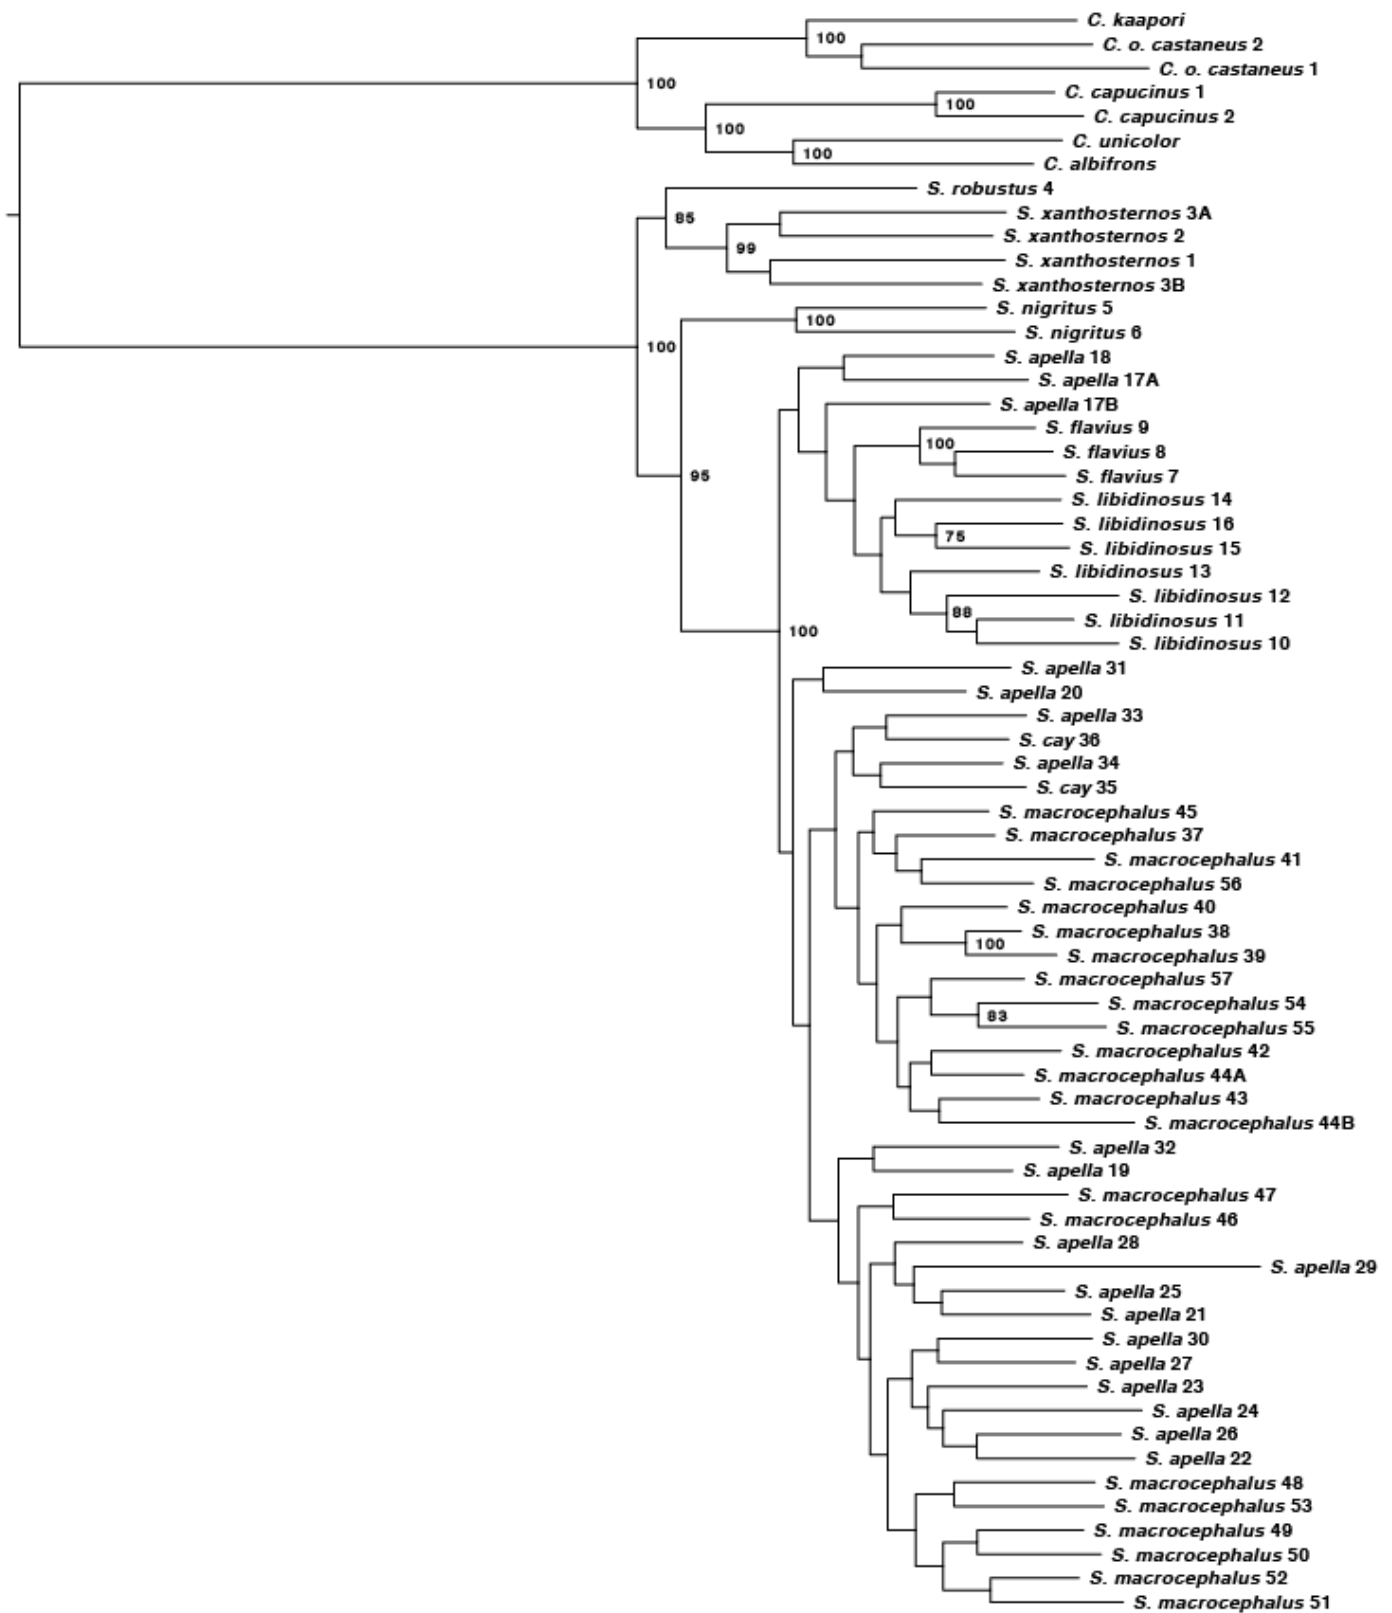 C. kaapori
100
C. o. castaneus 2
C. o. castaneus 1
100
C. capucinus 1
100
C. capucinus 2
100
C. unicolor
100
C. albifrons
S. robustus 4
85
S. xanthosternos 3A
S. xanthosternos 2
99
S. xanthosternos 1
S. xanthosternos 3B
S. nigritus 5
100
S. nigritus 6
100
S. apella 18
S. apella 17A
S. apella 17B
S. flavius 9
100
S. flavius 8
S. flavius 7
95
S. libidinosus 14
S. libidinosus 16
75
S. libidinosus 15
S. libidinosus 13
S. libidinosus 12
88
S. libidinosus 11
100
S. libidinosus 10
S. apella 31
S. apella 20
S. apella 33
S. cay 36
S. apella 34
S. cay 35
S. macrocephalus 45
S. macrocephalus 37
S. macrocephalus 41
S. macrocephalus 56
S. macrocephalus 40
S. macrocephalus 38
100
S. macrocephalus 39
S. macrocephalus 57
S. macrocephalus 54
83
S. macrocephalus 55
S. macrocephalus 42
S. macrocephalus 44A
S. macrocephalus 43
S. macrocephalus 44B
S. apella 32
S. apella 19
S. macrocephalus 47
S. macrocephalus 46
S. apella 28
S. apella 29
S. apella 25
S. apella 21
S. apella 30
S. apella 27
S. apella 23
S. apella 24
S. apella 26
S. apella 22
S. macrocephalus 48
S. macrocephalus 53
S. macrocephalus 49
S. macrocephalus 50
S. macrocephalus 52
S. macrocephalus 51